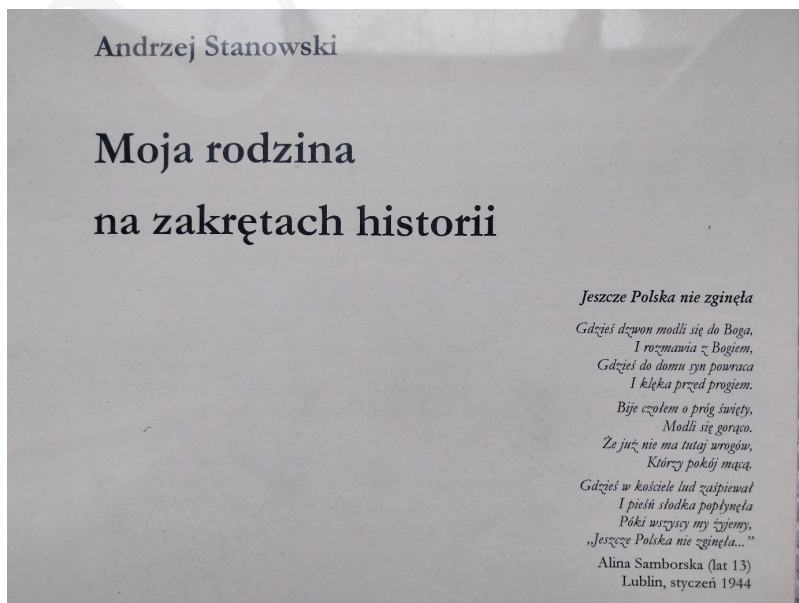 Andrzej Stanowski
Moja rodzina
na zakrętach historii
Jeszcze Polska nie zginęła
Gdzieś dzwon modli się do Boga,
I rozmawia z Bogiem,
Gdzieś do domu syn powraca
I klęka przed progiem.
Bije czołem o próg święty,
Modli się gorąco.
Że już nie ma tutaj wrogów,
Którzy pokój mącą.
Gdzieś w kościele lud zaśpiewał
I pieśń słodka popłynęła
Póki wszyscy my żyjemy,
„Jeszcze Polska nie zginęła...”
Alina Samborska (lat 13)
Lublin, styczeń 1944